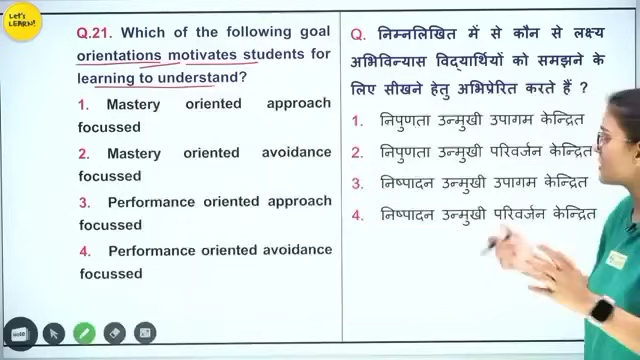 Let's
LEARN!
Q.21. Which of the following goal
orientations motivates students for
learning to understand?
1. Mastery oriented approach
focussed
2. Mastery oriented avoidance
focussed
3. Performance oriented approach
focussed
4. Performance oriented avoidance
focussed
Q. निम्नलिखित में से कौन से लक्ष्य
अभिविन्यास विद्यार्थियों को समझने के
लिए सीखने हेतु अभिप्रेरित करते हैं ?
1. निपुणता उन्मुखी उपागम केन्द्रित
2. निपुणता उन्मुखी परिवर्जन केन्द्रित
3. निष्पादन उन्मुखी उपागम केन्द्रित
4. निष्पादन उन्मुखी परिवर्जन केन्द्रित